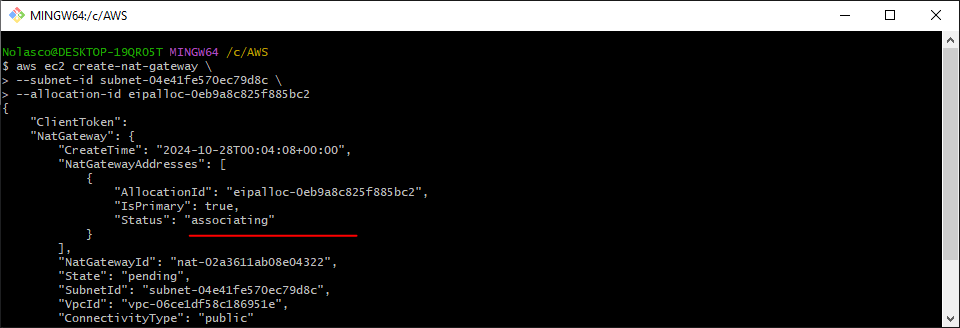 MINGW64:/c/AWS
Nolasco@DESKTOP-19QRO5T MINGW64 /c/AWS
$ aws ec2 create-nat-gateway \
> --subnet-id subnet-04e41fe570ec79d8c \
> --allocation-id eipalloc-0eb9a8c825f885bc2
{
    "ClientToken":
    "NatGateway": {
        "CreateTime": "2024-10-28T00:04:08+00:00",
        "NatGatewayAddresses": [
            {
                "AllocationId": "eipalloc-0eb9a8c825f885bc2",
                "IsPrimary": true,
                "Status": "associating"
            }
        ],
        "NatGatewayId": "nat-02a3611ab08e04322",
        "State": "pending",
        "SubnetId": "subnet-04e41fe570ec79d8c",
        "VpcId": "vpc-06ce1df58c186951e",
        "ConnectivityType": "public"